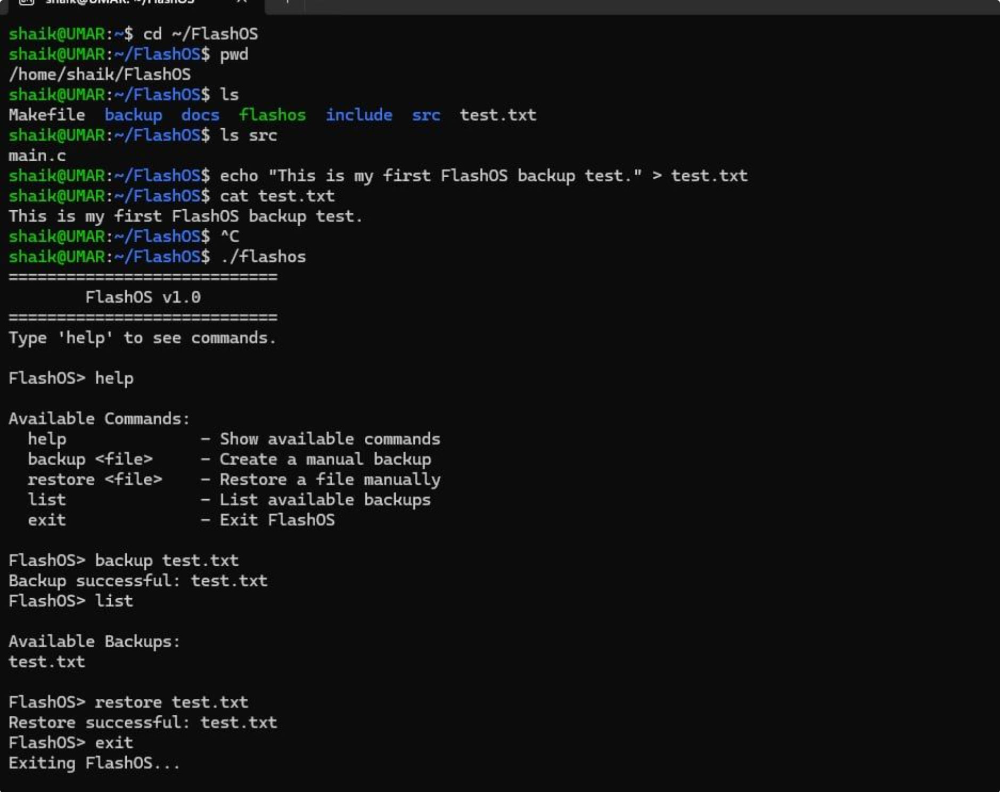 shaik@UMAR: ~/FlashOS
shaik@UMAR:~$ cd ~/FlashOS
shaik@UMAR:~/FlashOS$ pwd
/home/shaik/FlashOS
shaik@UMAR:~/FlashOS$ ls
Makefile  backup  docs  flashos  include  src  test.txt
shaik@UMAR:~/FlashOS$ ls src
main.c
shaik@UMAR:~/FlashOS$ echo "This is my first FlashOS backup test." > test.txt
shaik@UMAR:~/FlashOS$ cat test.txt
This is my first FlashOS backup test.
shaik@UMAR:~/FlashOS$ ^C
shaik@UMAR:~/FlashOS$ ./flashos
============================
        FlashOS v1.0
============================
Type 'help' to see commands.
FlashOS> help
Available Commands:
  help              - Show available commands
  backup <file>     - Create a manual backup
  restore <file>    - Restore a file manually
  list              - List available backups
  exit              - Exit FlashOS
FlashOS> backup test.txt
Backup successful: test.txt
FlashOS> list
Available Backups:
test.txt
FlashOS> restore test.txt
Restore successful: test.txt
FlashOS> exit
Exiting FlashOS...